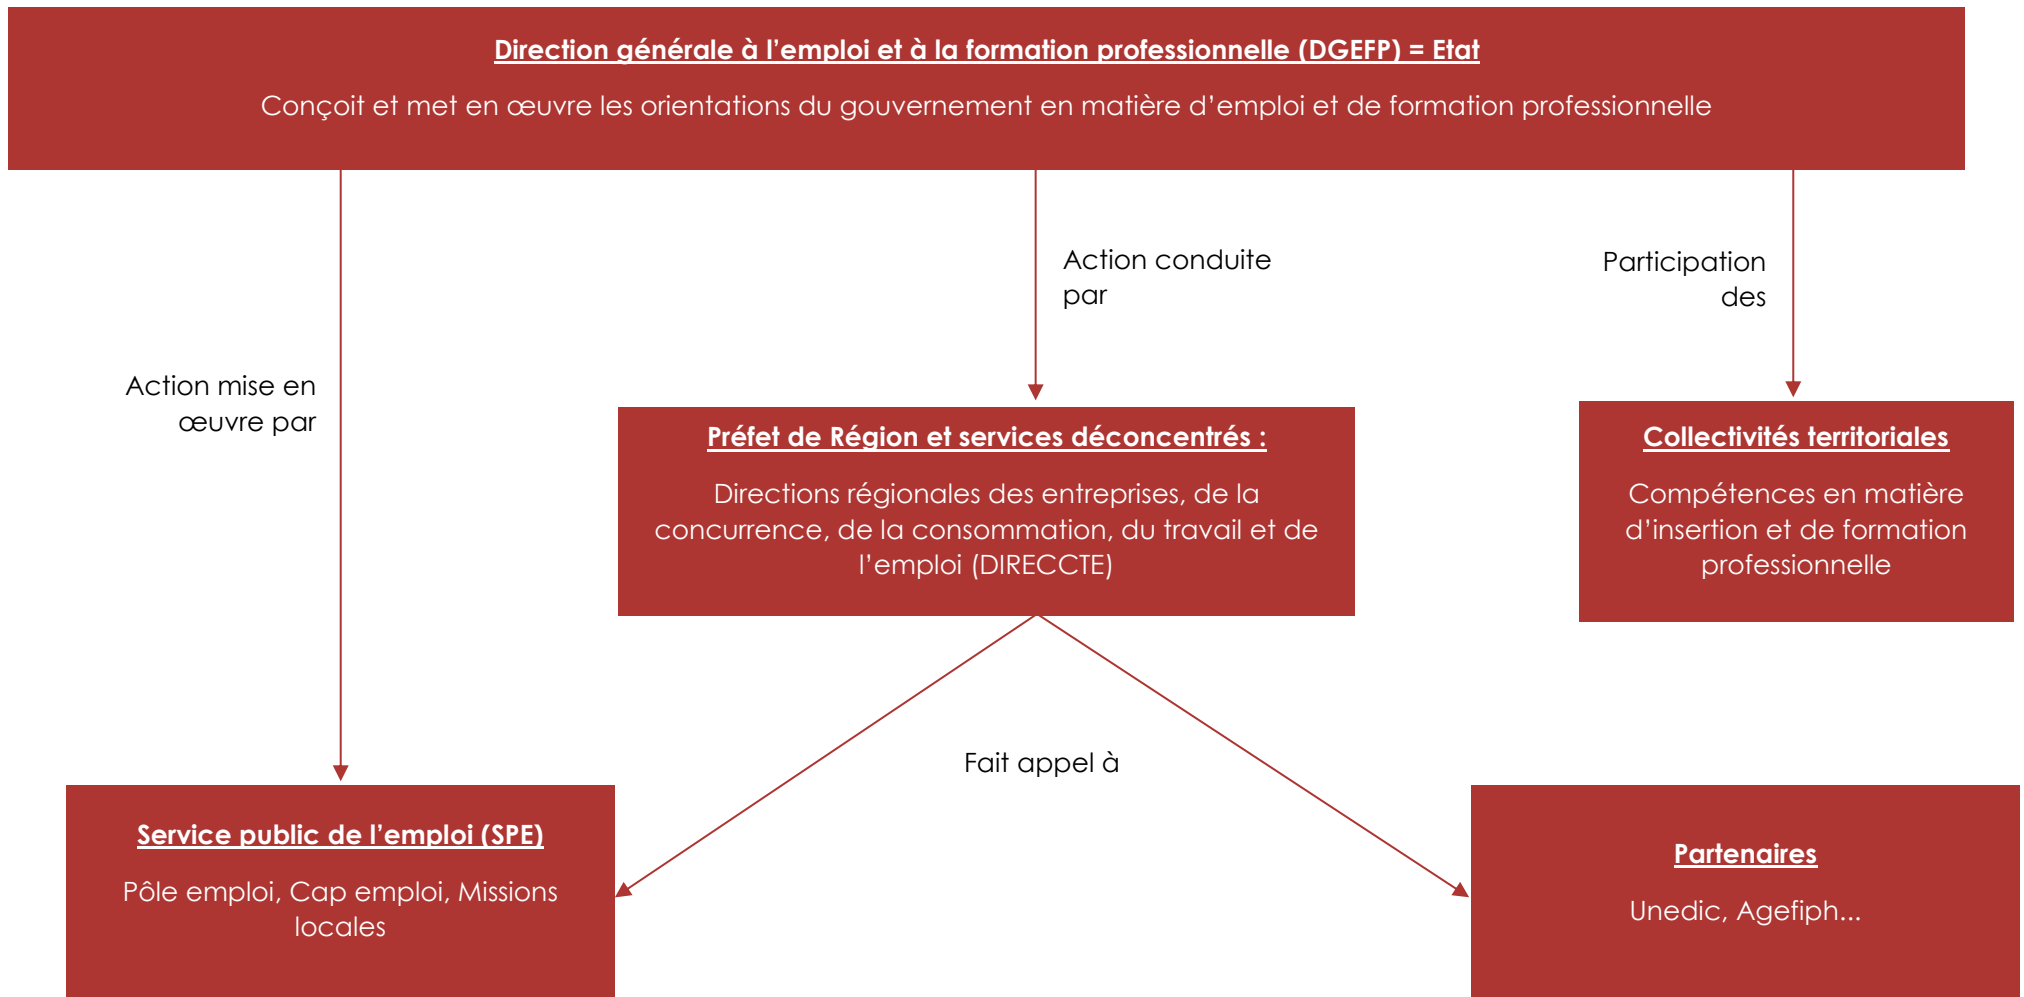 Direction générale à l’emploi et à la formation professionnelle (DGEFP) = Etat
Conçoit et met en œuvre les orientations du gouvernement en matière d’emploi et de formation professionnelle
Action conduite
par
Participation
des
Action mise en
œuvre par
Préfet de Région et services déconcentrés :
Directions régionales des entreprises, de la
concurrence, de la consommation, du travail et de
l’emploi (DIRECCTE)
Collectivités territoriales
Compétences en matière
d’insertion et de formation
professionnelle
Fait appel à
Service public de l’emploi (SPE)
Pôle emploi, Cap emploi, Missions
locales
Partenaires
Unedic, Agefiph...